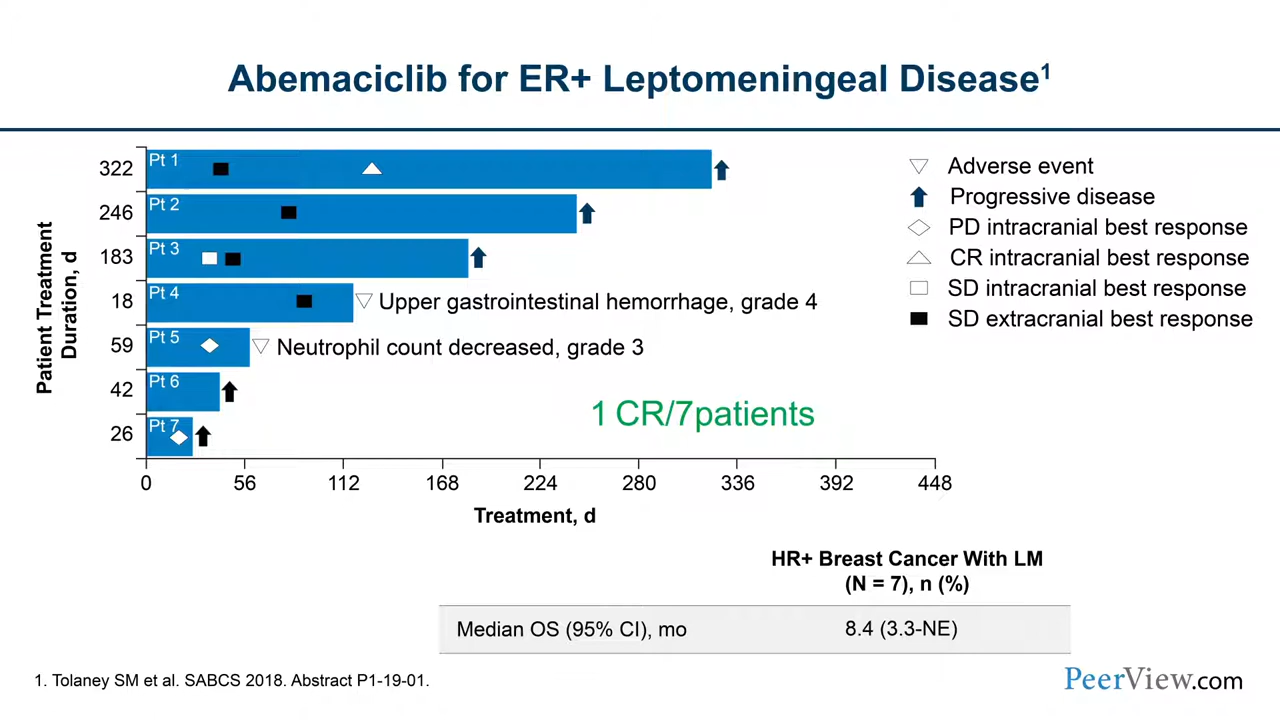 Abemaciclib for ER+ Leptomeningeal Disease1
Patient Treatment
Duration, d
322
Pt 1
246
Pt 2
183
Pt 3
18
Pt 4
Upper gastrointestinal hemorrhage, grade 4
59
Pt 5
Neutrophil count decreased, grade 3
42
Pt 6
26
Pt 7
1 CR/7patients
0 56 112 168 224 280 336 392 448
Treatment, d
Adverse event
Progressive disease
PD intracranial best response
CR intracranial best response
SD intracranial best response
SD extracranial best response
HR+ Breast Cancer With LM
(N = 7), n (%)
Median OS (95% CI), mo 8.4 (3.3-NE)
1. Tolaney SM et al. SABCS 2018. Abstract P1-19-01.
PeerView.com